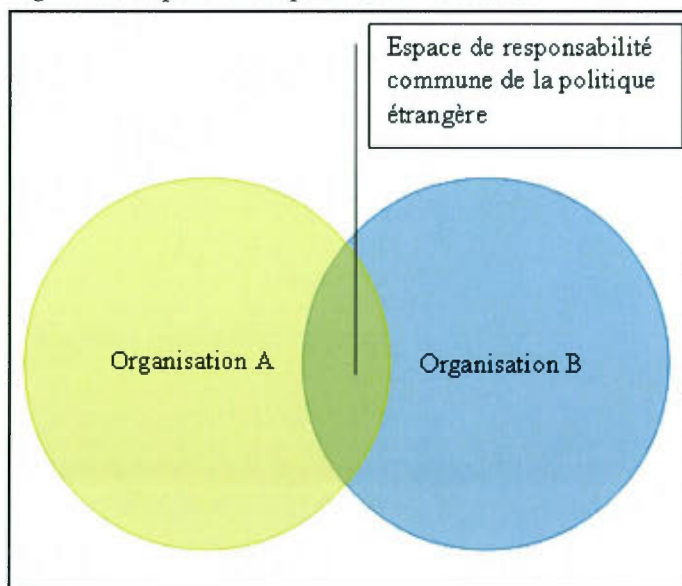 Espace de responsabilité
commune de la politique
étrangère
Organisation A
Organisation B